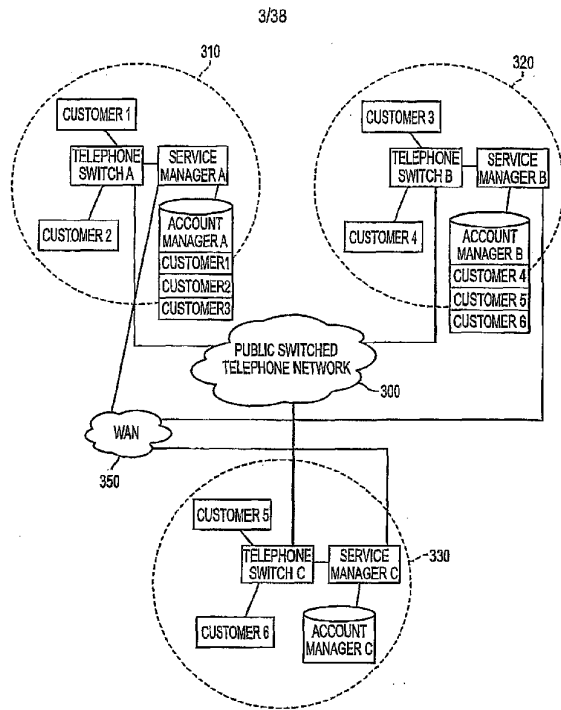 3/38
310
CUSTOMER 1
TELEPHONE
SWITCH A
SERVICE
MANAGER A
CUSTOMER 2
ACCOUNT
MANAGER A
CUSTOMER1
CUSTOMER2
CUSTOMER3
320
CUSTOMER 3
TELEPHONE
SWITCH B
SERVICE
MANAGER B
CUSTOMER 4
ACCOUNT
MANAGER B
CUSTOMER 4
CUSTOMER 5
CUSTOMER 6
PUBLIC SWITCHED
TELEPHONE NETWORK
300
WAN
350
CUSTOMER 5
TELEPHONE
SWITCH C
SERVICE
MANAGER C
330
CUSTOMER 6
ACCOUNT
MANAGER C